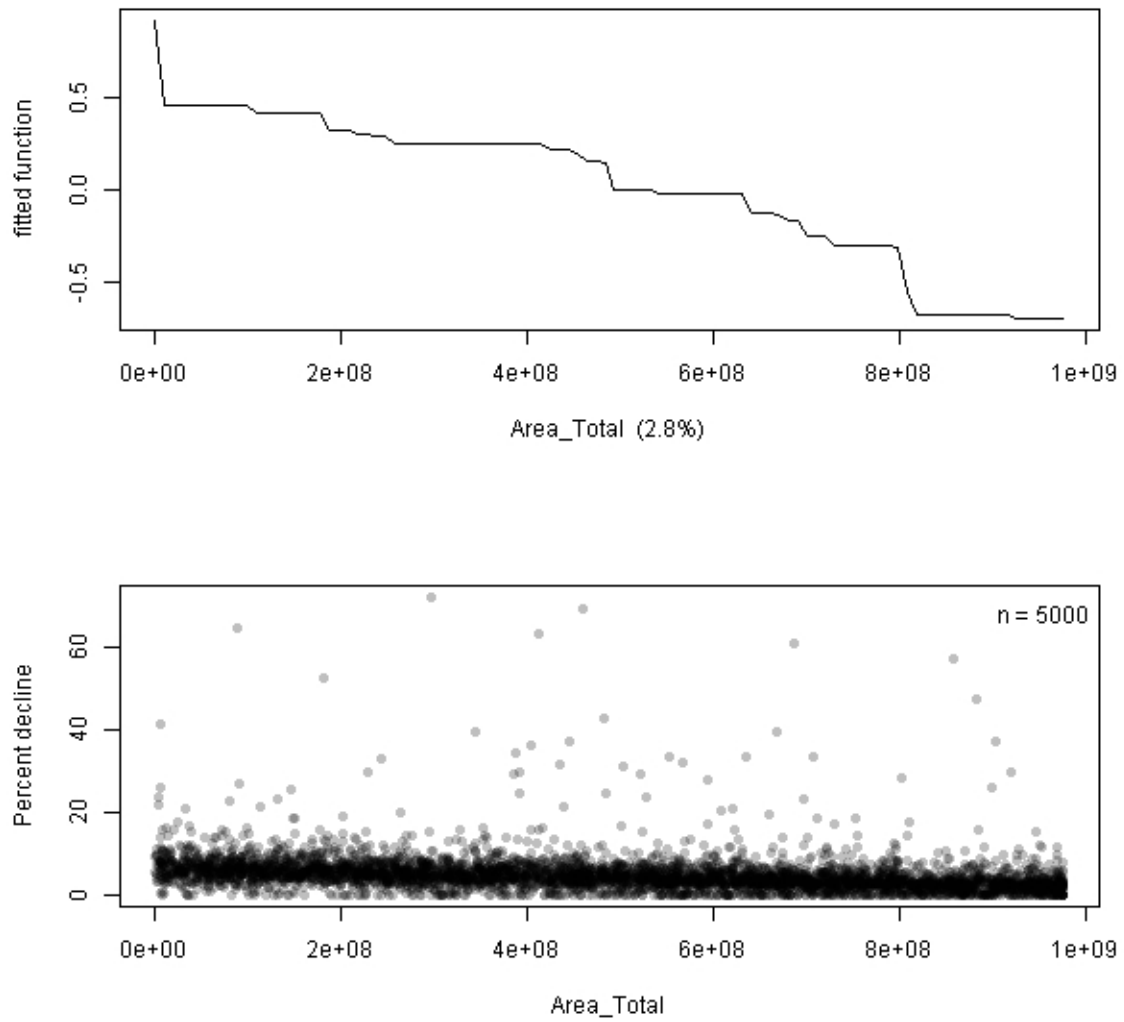 fitted function
0.5
0.0
-0.5
0e+00 2e+08 4e+08 6e+08 8e+08 1e+09
Area_Total (2.8%)
Percent decline
60
40
20
0
n = 5000
0e+00 2e+08 4e+08 6e+08 8e+08 1e+09
Area_Total